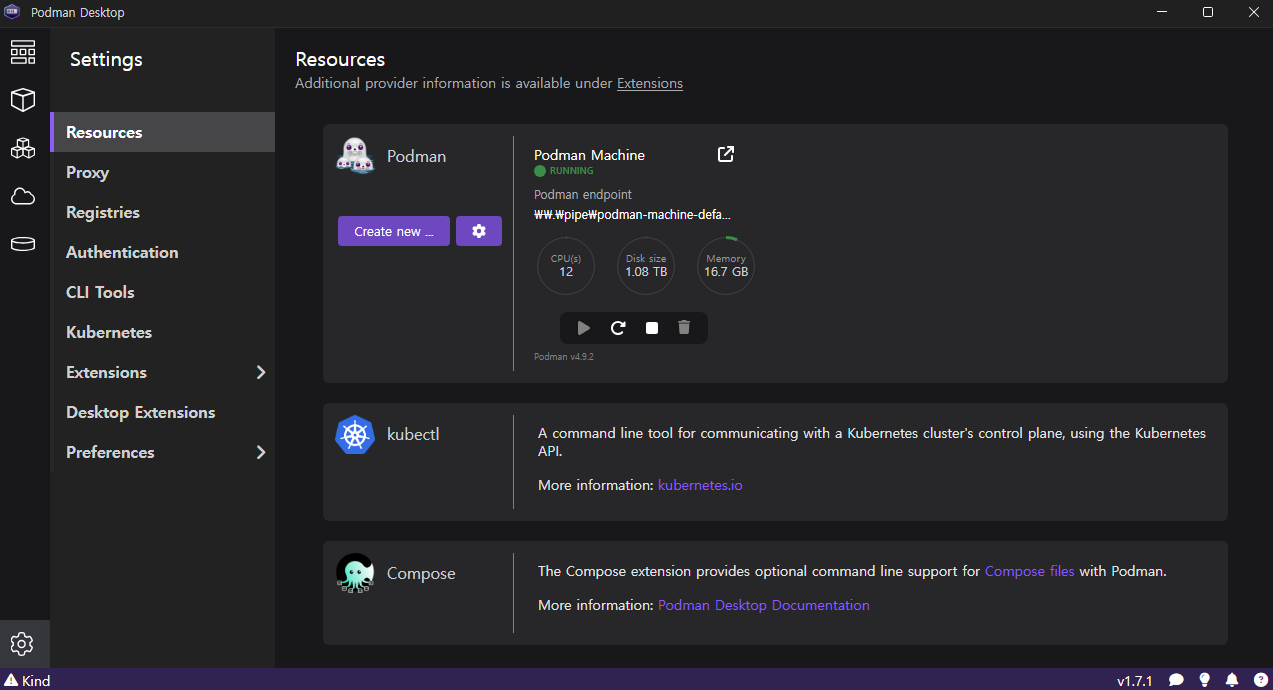 Podman Desktop
Settings
Resources
Proxy
Registries
Authentication
CLI Tools
Kubernetes
Extensions
Desktop Extensions
Preferences
Resources
Additional provider information is available under Extensions
Podman
Create new ...
Podman Machine
RUNNING
Podman endpoint
₩₩.₩pipe₩podman-machine-defa...
CPU(s)
12
Disk size
1.08 TB
Memory
16.7 GB
Podman v4.9.2
kubectl
A command line tool for communicating with a Kubernetes cluster's control plane, using the Kubernetes
API.
More information: kubernetes.io
Compose
The Compose extension provides optional command line support for Compose files with Podman.
More information: Podman Desktop Documentation
Kind
v1.7.1